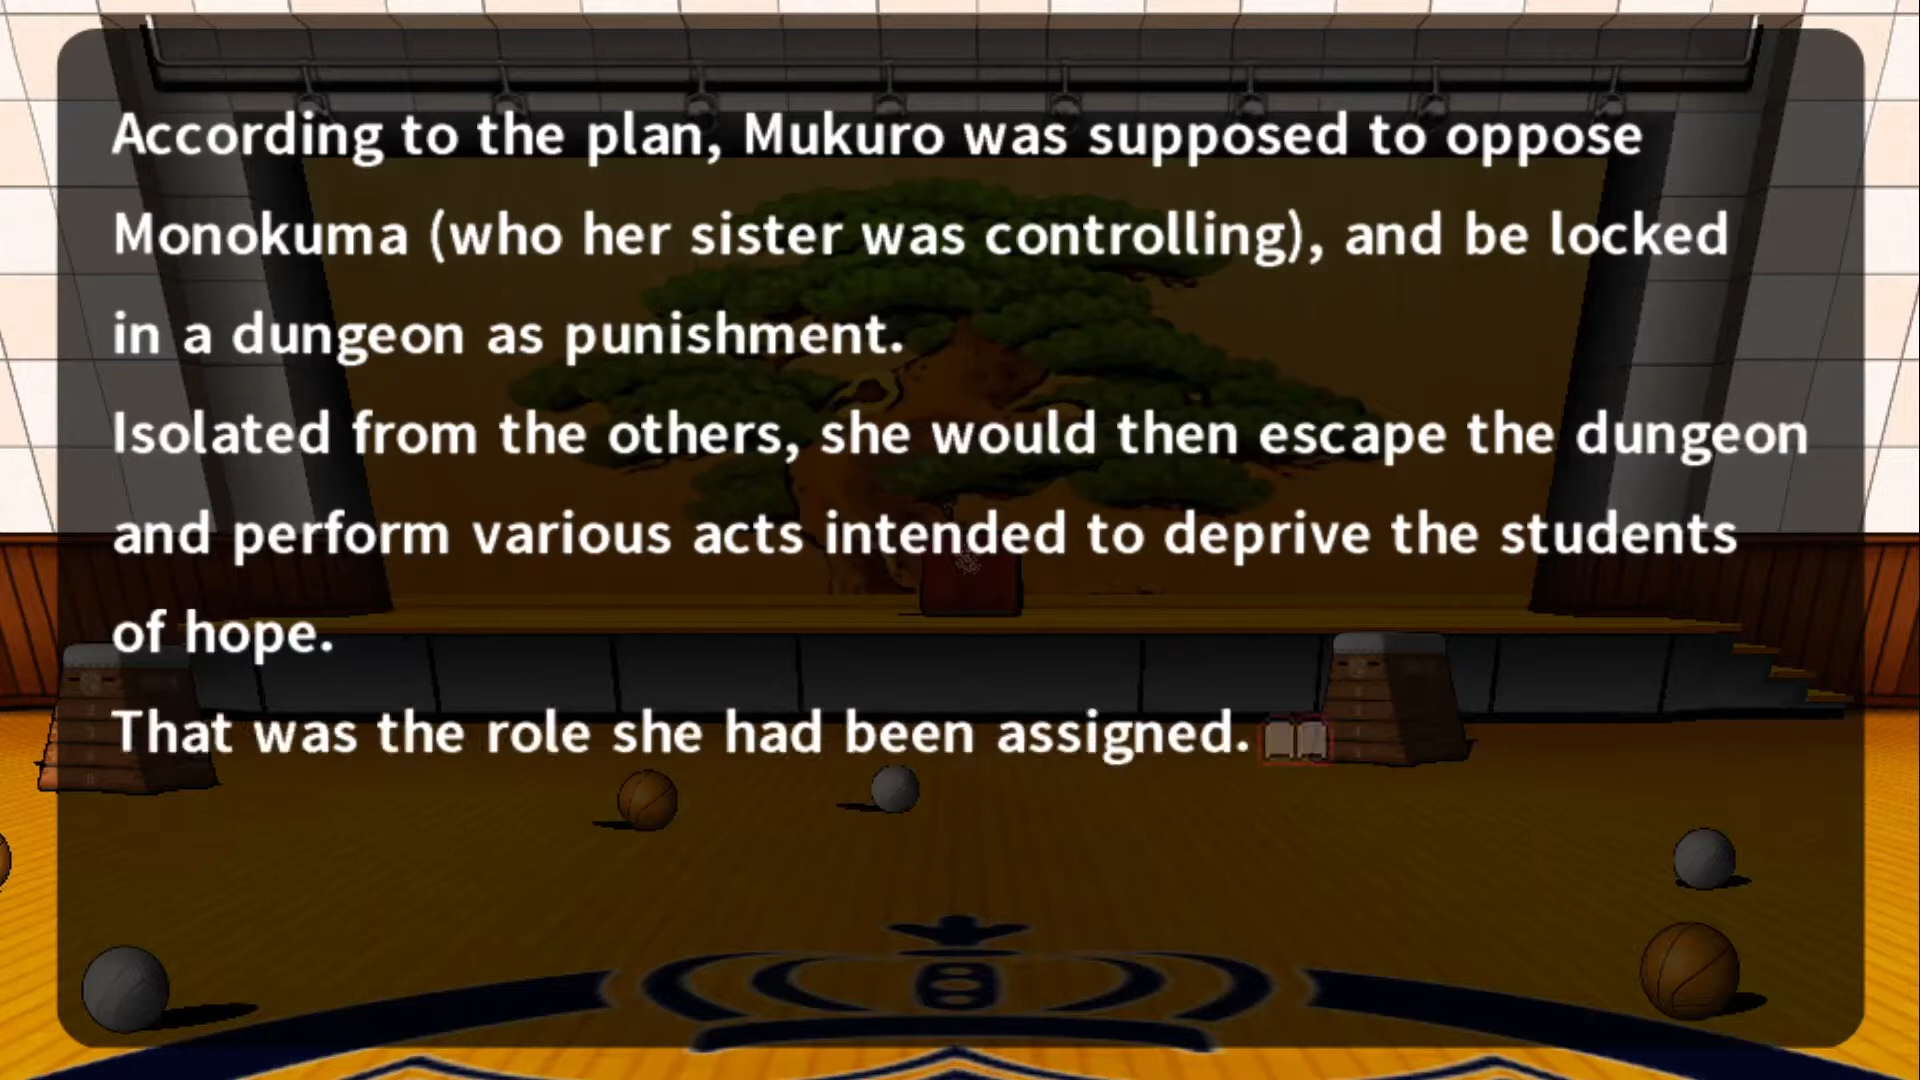 According to the plan, Mukuro was supposed to oppose
Monokuma (who her sister was controlling), and be locked
in a dungeon as punishment.
Isolated from the others, she would then escape the dungeon
and perform various acts intended to deprive the students
of hope.
That was the role she had been assigned.